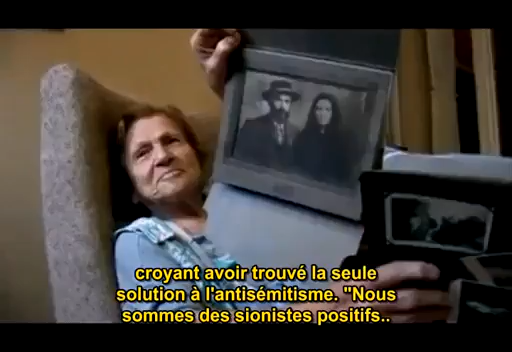 croyant avoir trouvé la seule
solution à l'antisémitisme. "Nous
sommes des sionistes positifs..